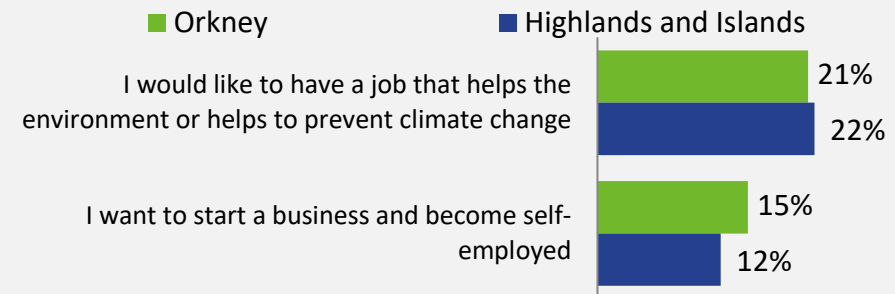 Orkney
Highlands and Islands
I would like to have a job that helps the
environment or helps to prevent climate change
21%
22%
I want to start a business and become self-
employed
15%
12%